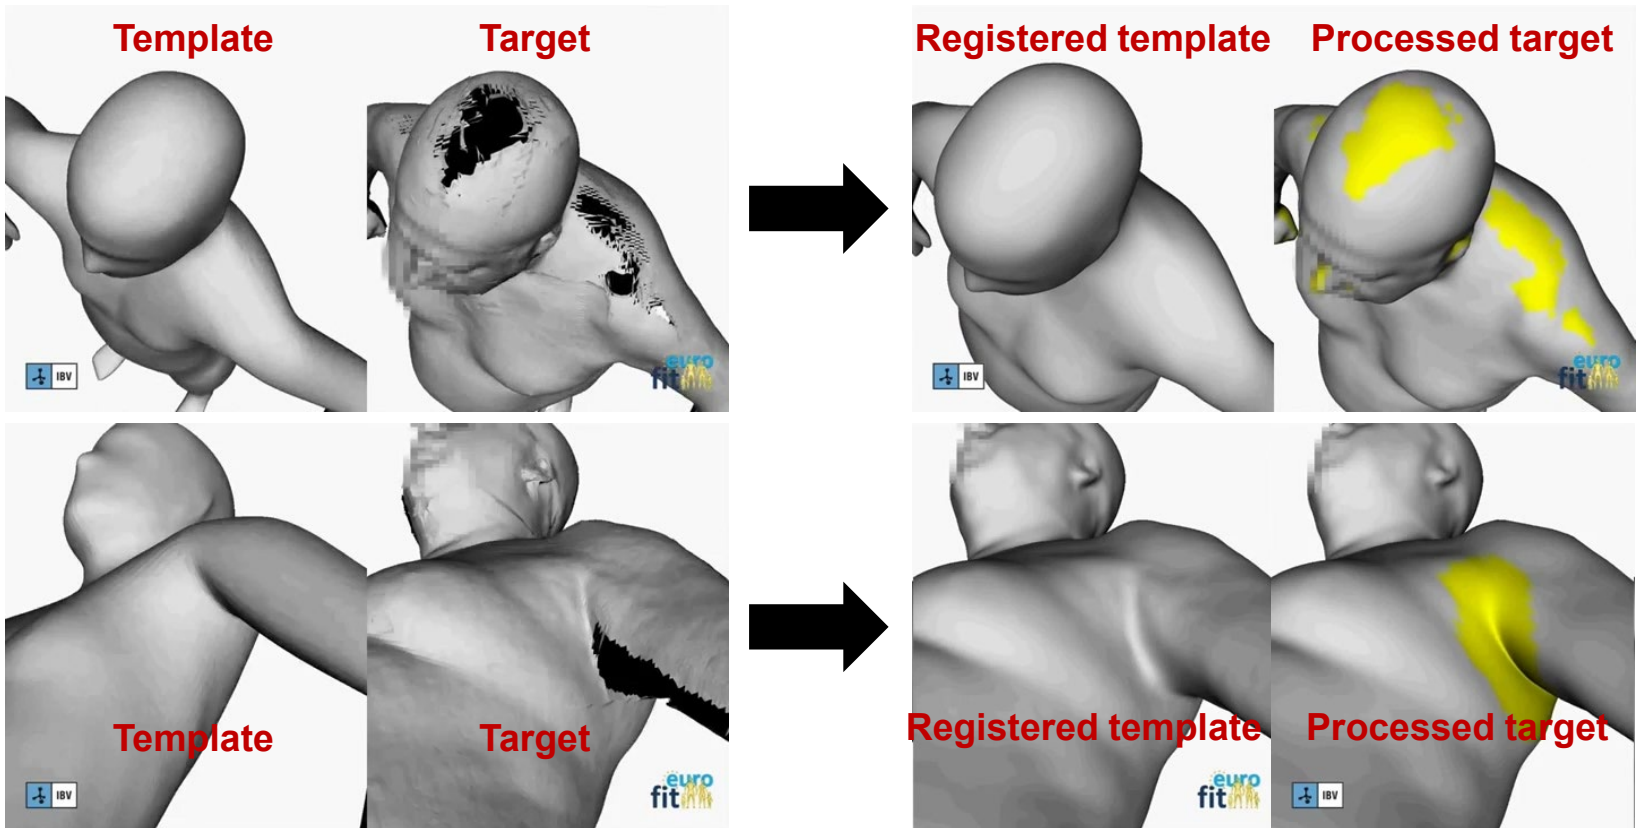 Template
Target
Registered template
Processed target
IBV
euro
fit
IBV
euro
fit
Template
Target
Registered template
Processed target
IBV
euro
fit
euro
fit
IBV